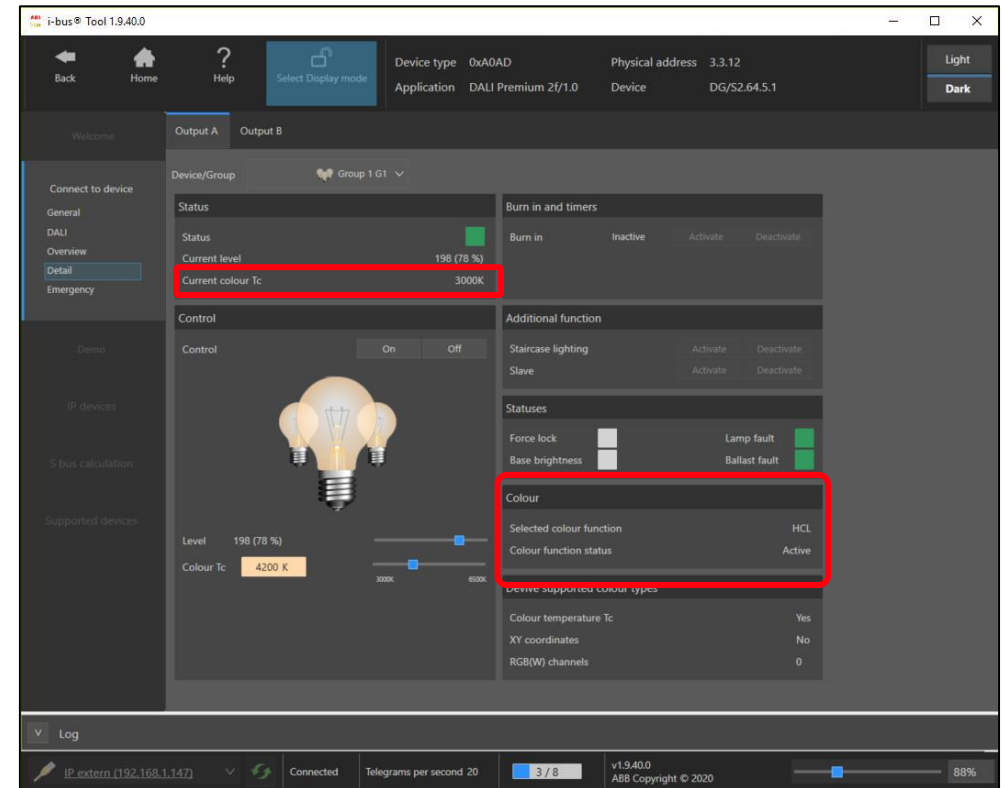 ABB i-bus® Tool 1.9.40.0
Back Home Help Select Display mode
Device type 0xA0AD Physical address 3.3.12
Application DALI Premium 2f/1.0 Device DG/S2.64.5.1
Light
Dark
Welcome
Connect to device
General
DALI
Overview
Detail
Emergency
Demo
IP devices
S bus calculation
Supported devices
Output A Output B
Device/Group Group 1 G1
Status
Status
Current level 198 (78 %)
Current colour Tc 3000K
Control
Control On Off
Level 198 (78 %)
Colour Tc 4200 K
3000K 6500K
Burn in and timers
Burn in Inactive Activate Deactivate
Additional function
Staircase lighting Activate Deactivate
Slave Activate Deactivate
Statuses
Force lock Lamp fault
Base brightness Ballast fault
Colour
Selected colour function HCL
Colour function status Active
Devive supported colour types
Colour temperature Tc Yes
XY coordinates No
RGB(W) channels 0
v Log
IP extern (192.168.1.147) Connected Telegrams per second 20 3 / 8
v1.9.40.0
ABB Copyright © 2020
88%